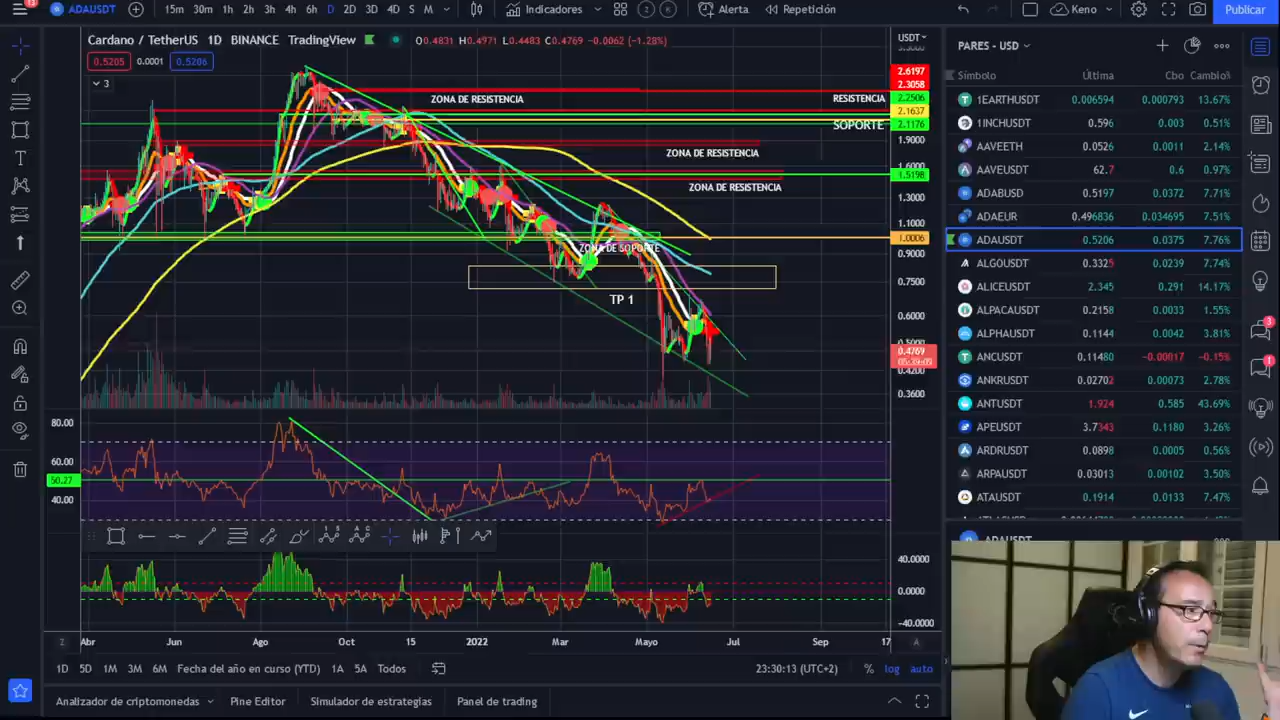 13
ADAUSDT
15m 30m 1h 2h 3h 4h 6h D 2D 3D 4D S M
Indicadores
Alerta
Repetición
Keno
Publicar
Cardano / TetherUS 1D BINANCE TradingView
O0.4831 H0.4971 L0.4483 C0.4769 -0.0062 (-1.28%)
0.5205 0.0001 0.5206
3
USDT
2.6197
2.3058
2.2506
2.1637
2.1176
1.9000
1.6000
1.5198
1.3000
1.1000
1.0006
0.9000
0.7500
0.6000
0.4769
0.4200
0.3600
ZONA DE RESISTENCIA
RESISTENCIA
SOPORTE
ZONA DE RESISTENCIA
ZONA DE RESISTENCIA
ZONA DE SOPORTE
TP 1
80.00
60.00
50.27
40.00
40.0000
0.0000
-40.0000
Abr Jun Ago Oct 15 2022 Mar Mayo Jul Sep 17
Z
A
1D 5D 1M 3M 6M Fecha del año en curso (YTD) 1A 5A Todos
23:30:13 (UTC+2)
% log auto
Analizador de criptomonedas Pine Editor Simulador de estrategias Panel de trading
PARES - USD
Símbolo Última Cbo Cambio%
1EARTHUSDT 0.006594 0.000793 13.67%
1INCHUSDT 0.003 0.51%
AAVEETH 0.0526 0.0011 2.14%
AAVEUSDT 62.7 0.6 0.97%
ADABUSD 0.5197 0.0372 7.71%
ADAEUR 0.496836 0.034695 7.51%
ADAUSDT 0.5206 0.0375 7.76%
ALGOUSDT 0.3325 0.0239 7.74%
ALICEUSDT 2.345 0.291 14.17%
ALPACAUSDT 0.2158 0.0033 1.55%
ALPHAUSDT 0.1144 0.0042 3.81%
ANCUSDT 0.11480 -0.00017 -0.15%
ANKRUSDT 0.02702 0.00073 2.78%
ANTUSDT 1.924 0.585 43.69%
APEUSDT 3.7343 0.1180 3.26%
ARDRUSDT 0.0898 0.0005 0.56%
ARPAUSDT 0.03013 0.00102 3.50%
ATAUSDT 0.1914 0.0133 7.47%